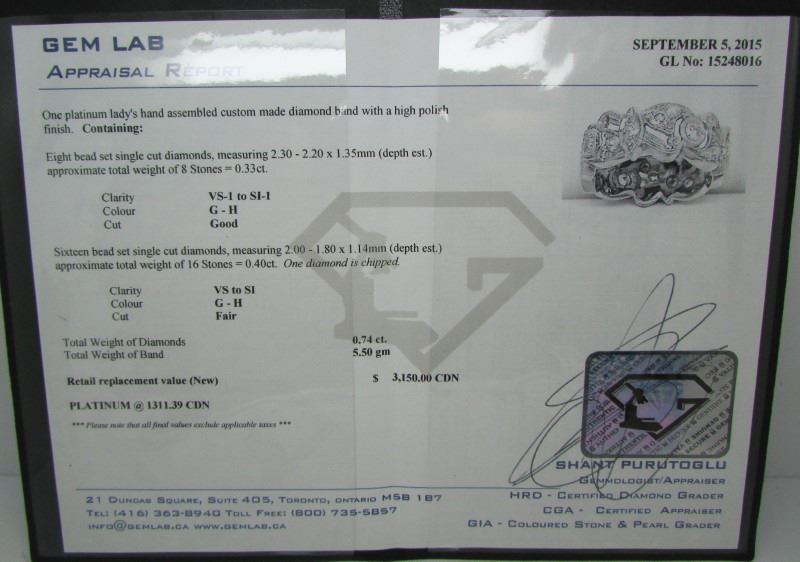 GEM LAB
APPRAISAL REPORT
SEPTEMBER 5, 2015
GL No: 15248016
One platinum lady's hand assembled custom made diamond band with a high polish
finish. Containing:
Eight bead set single cut diamonds, measuring 2.30 - 2.20 x 1.35mm (depth est.)
approximate total weight of 8 Stones = 0.33ct.
Clarity VS-1 to SI-1
Colour G - H
Cut Good
Sixteen bead set single cut diamonds, measuring 2.00 - 1.80 x 1.14mm (depth est.)
approximate total weight of 16 Stones = 0.40ct. One diamond is chipped.
Clarity VS to SI
Colour G - H
Cut Fair
Total Weight of Diamonds 0.74 ct.
Total Weight of Band 5.50 gm
Retail replacement value (New) $ 3,150.00 CDN
PLATINUM @ 1311.39 CDN
*** Please note that all final values exclude applicable taxes ***
SHANT PURUTOGLU
GEMMOLOGIST/APPRAISER
HRD - CERTIFIED DIAMOND GRADER
CGA - CERTIFIED APPRAISER
GIA - COLOURED STONE & PEARL GRADER
21 DUNDAS SQUARE, SUITE 405, TORONTO, ONTARIO M5B 1B7
TEL: (416) 363-8940 TOLL FREE: (800) 735-5857
INFO@GEMLAB.CA WWW.GEMLAB.CA